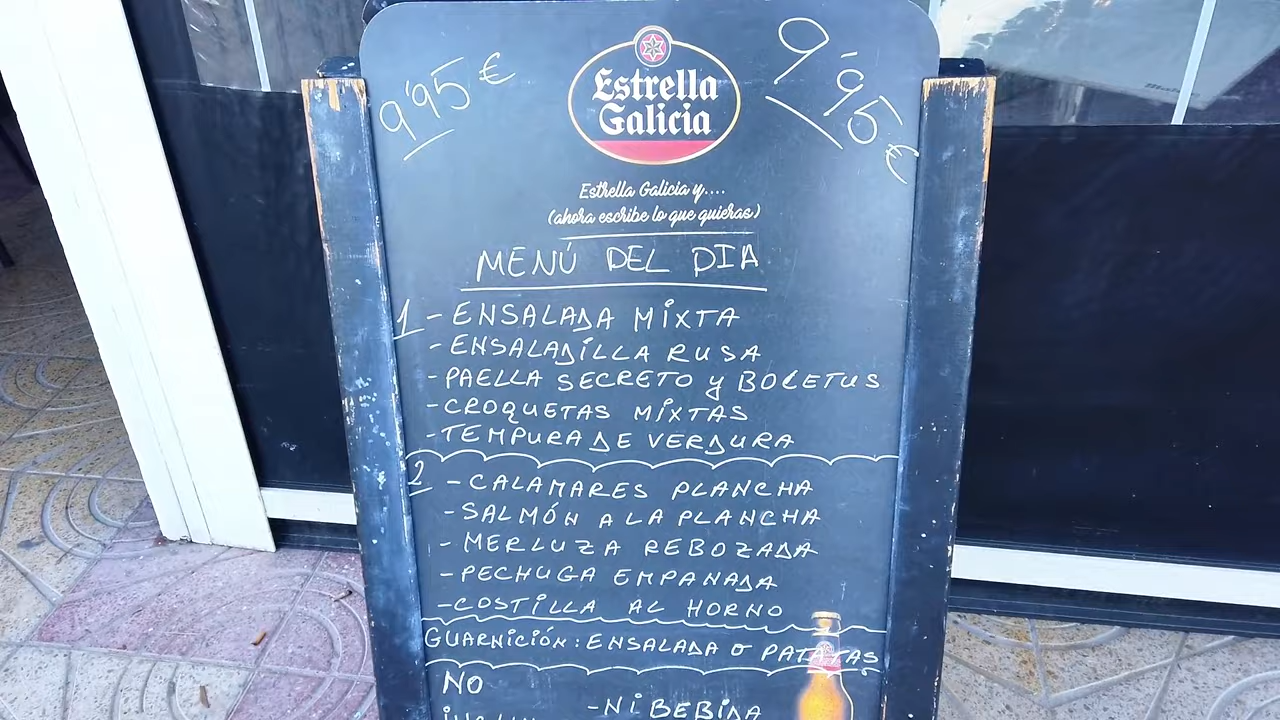 9'95 €
Estrella
Galicia
9'95 €
Estrella Galicia y....
(ahora escribe lo que quieras)
MENÚ DEL DIA
1 - ENSALADA MIXTA
- ENSALADILLA RUSA
- PAELLA SECRETO y BOLETUS
- CROQUETAS MIXTAS
- TEMPURA DE VERDURA
2 - CALAMARES PLANCHA
- SALMÓN A LA PLANCHA
- MERLUZA REBOZADA
- PECHUGA EMPANADA
- COSTILLA AL HORNO
GUARNICIÓN: ENSALADA O PATATAS
NO
- NI BEBIDA